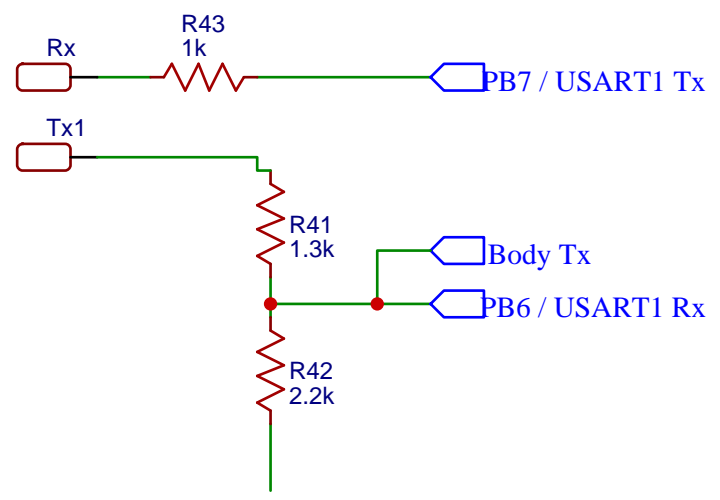 R43
1k
Rx
PB7 / USART1 Tx
Tx1
R41
1.3k
Body Tx
PB6 / USART1 Rx
R42
2.2k